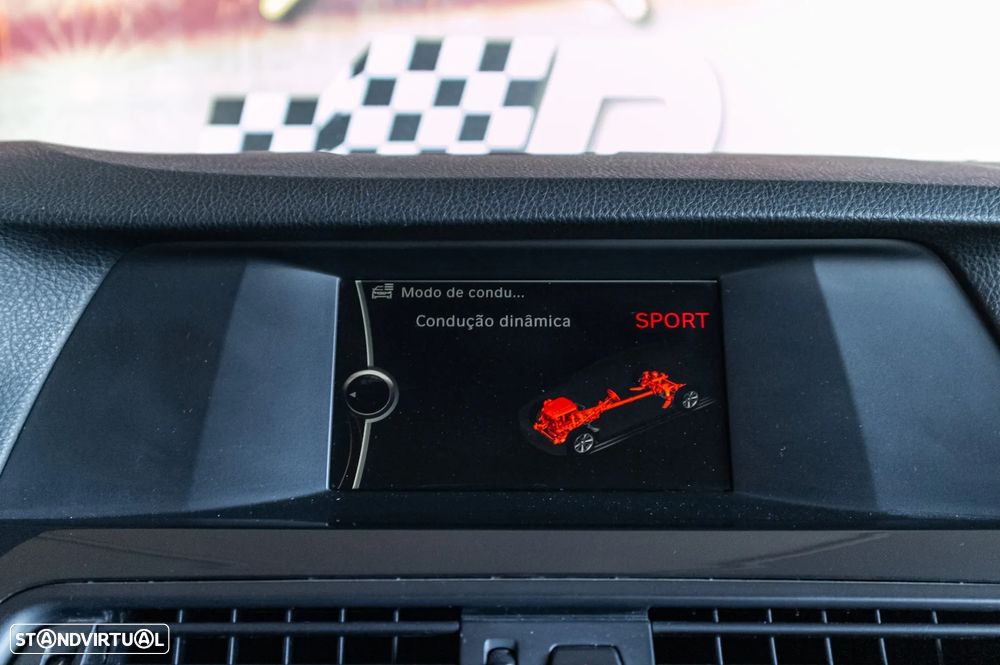 Modo de condu...
Condução dinâmica
SPORT
STANDVIRTUAL